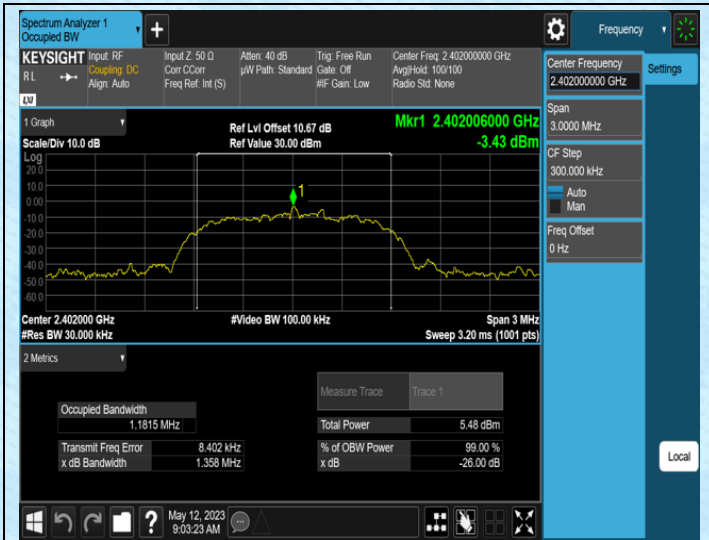 Spectrum Analyzer 1
Occupied BW
Frequency
KEYSIGHT
RL
Input: RF
Coupling: DC
Align: Auto
Input Z: 50 Ω
Corr CCorr
Freq Ref: Int (S)
Atten: 40 dB
µW Path: Standard
Trig: Free Run
Gate: Off
#IF Gain: Low
Center Freq: 2.402000000 GHz
Avg|Hold: 100/100
Radio Std: None
LXI
Center Frequency
2.402000000 GHz
Settings
Span
3.0000 MHz
CF Step
300.000 kHz
Auto
Man
Freq Offset
0 Hz
1 Graph
Scale/Div 10.0 dB
Ref Lvl Offset 10.67 dB
Ref Value 30.00 dBm
Mkr1 2.402006000 GHz
-3.43 dBm
Log
20.0
10.0
0.00
-10.0
-20.0
-30.0
-40.0
-50.0
-60.0
1
Center 2.402000 GHz
#Res BW 30.000 kHz
#Video BW 100.00 kHz
Span 3 MHz
Sweep 3.20 ms (1001 pts)
2 Metrics
Measure Trace Trace 1
Occupied Bandwidth
1.1815 MHz
Total Power 5.48 dBm
Transmit Freq Error 8.402 kHz
% of OBW Power 99.00 %
x dB Bandwidth 1.358 MHz
x dB -26.00 dB
Local
?
May 12, 2023
9:03:23 AM